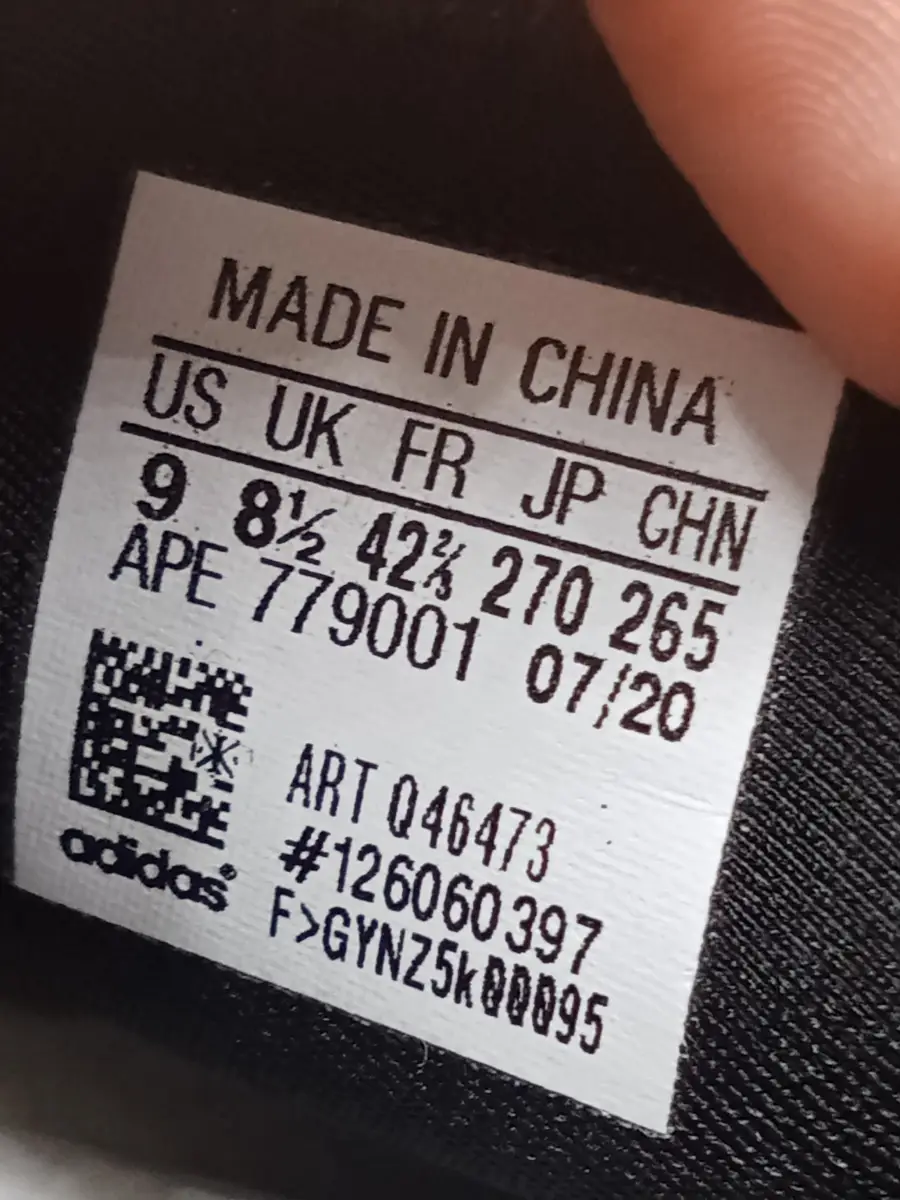 MADE IN CHINA
US UK FR JP CHN
9 8½ 42⅔ 270 265
APE 779001 07/20
ART Q46473
#126060397
F>GYNZ5k00095
adidas®